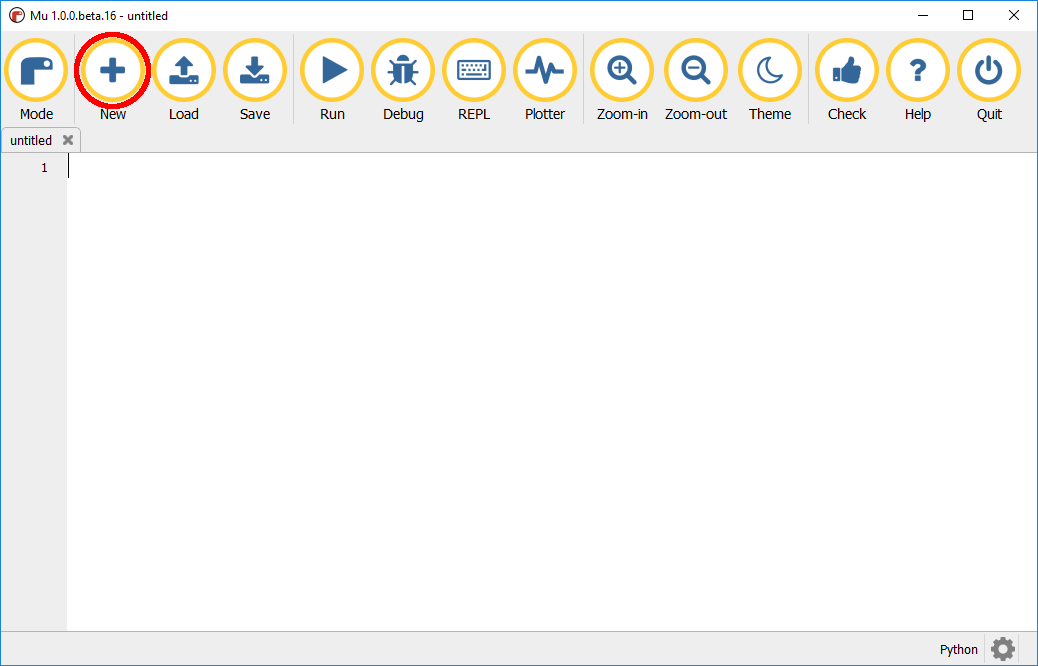 Mu 1.0.0.beta.16 - untitled
Mode New Load Save Run Debug REPL Plotter Zoom-in Zoom-out Theme Check Help Quit
untitled
1
Python